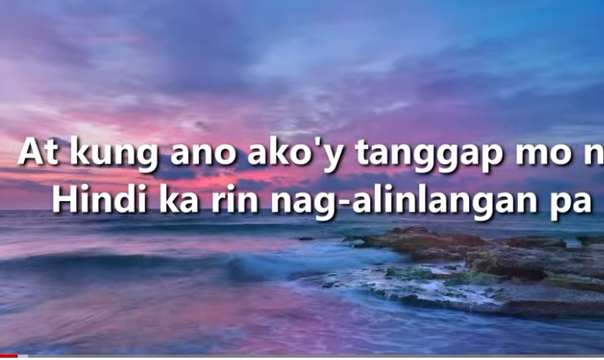 At kung ano ako'y tanggap mo
Hindi ka rin nag-alinlangan pa